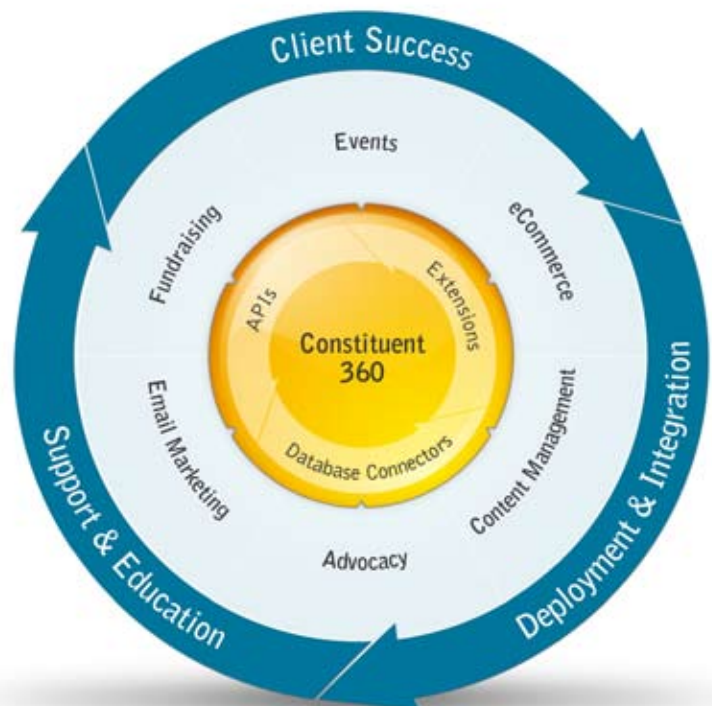 Client Success
Events
Fundraising
eCommerce
APIs
Extensions
Constituent
360
Database Connectors
Email Marketing
Content Management
Advocacy
Support & Education
Deployment & Integration